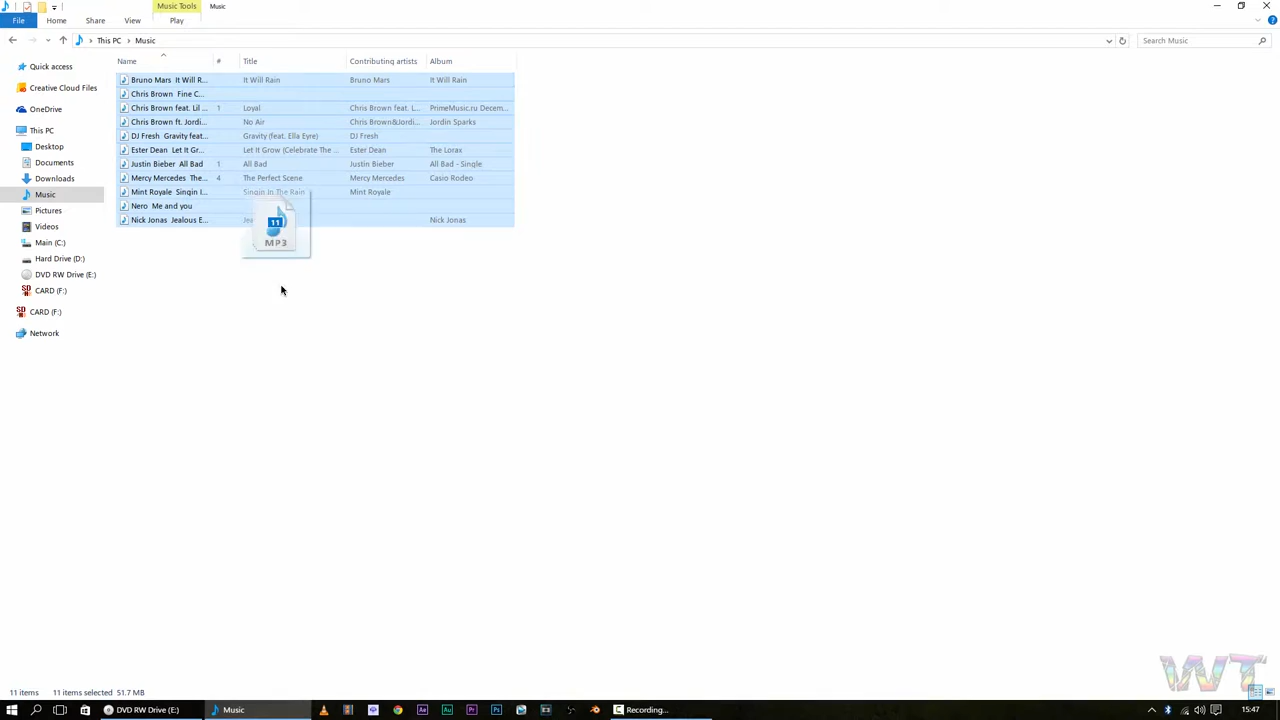 Music Tools Music
File Home Share View Play
This PC Music Search Music
Name # Title Contributing artists Album
Quick access
Creative Cloud Files
OneDrive
This PC
Desktop
Documents
Downloads
Music
Pictures
Videos
Main (C:)
Hard Drive (D:)
DVD RW Drive (E:)
CARD (F:)
CARD (F:)
Network
Bruno Mars It Will R... It Will Rain Bruno Mars It Will Rain
Chris Brown Fine C...
Chris Brown feat. Lil ... 1 Loyal Chris Brown feat. L... PrimeMusic.ru Decem...
Chris Brown ft. Jordi... No Air Chris Brown&Jordi... Jordin Sparks
DJ Fresh Gravity feat... Gravity (feat. Ella Eyre) DJ Fresh
Ester Dean Let It Gr... Let It Grow (Celebrate The ... Ester Dean The Lorax
Justin Bieber All Bad 1 All Bad Justin Bieber All Bad - Single
Mercy Mercedes The... 4 The Perfect Scene Mercy Mercedes Casio Rodeo
Mint Royale Singin I... Singin In The Rain Mint Royale
Nero Me and you
Nick Jonas Jealous E... Nick Jonas
11
MP3
11 items 11 items selected 51.7 MB
WT
DVD RW Drive (E:) Music Ae Au Pr Ps Recording... 15:47